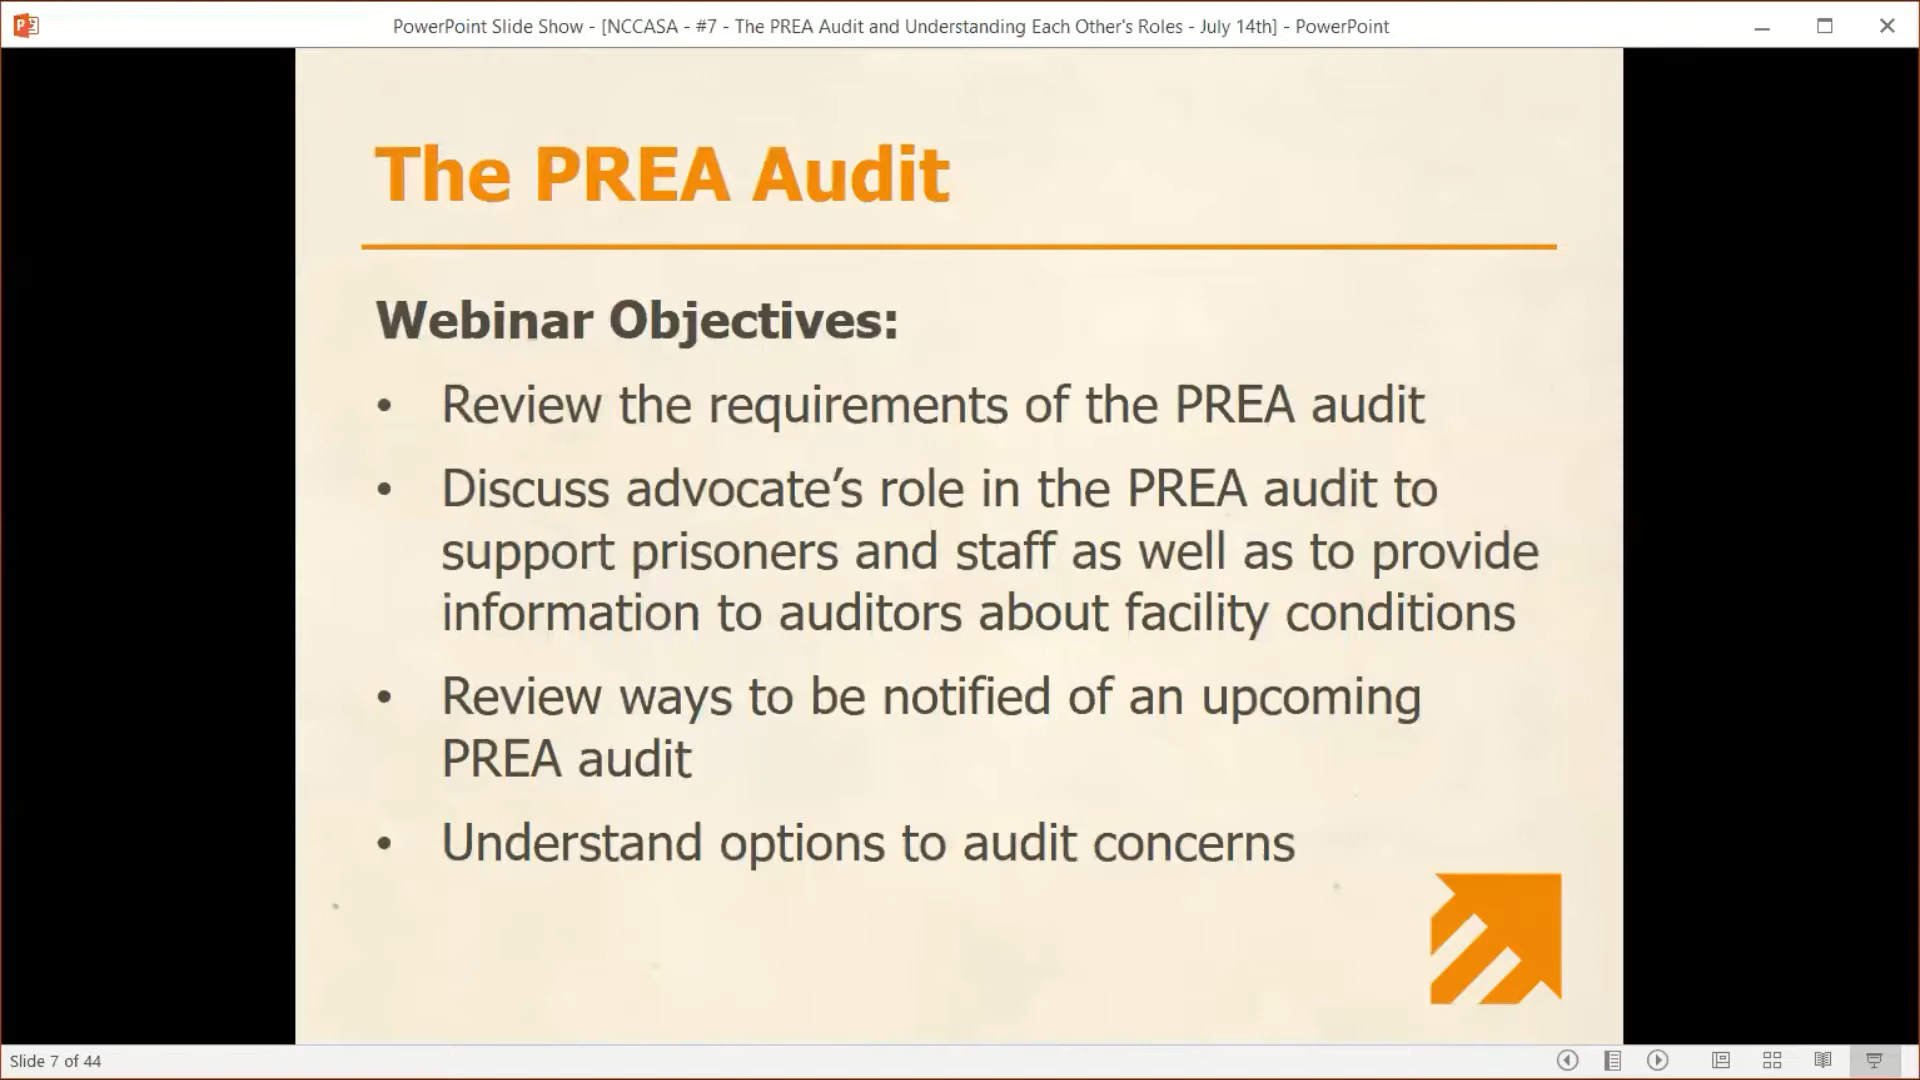 PowerPoint Slide Show - [NCCASA - #7 - The PREA Audit and Understanding Each Other's Roles - July 14th] - PowerPoint
The PREA Audit
Webinar Objectives:
• Review the requirements of the PREA audit
• Discuss advocate’s role in the PREA audit to
support prisoners and staff as well as to provide
information to auditors about facility conditions
• Review ways to be notified of an upcoming
PREA audit
• Understand options to audit concerns
Slide 7 of 44